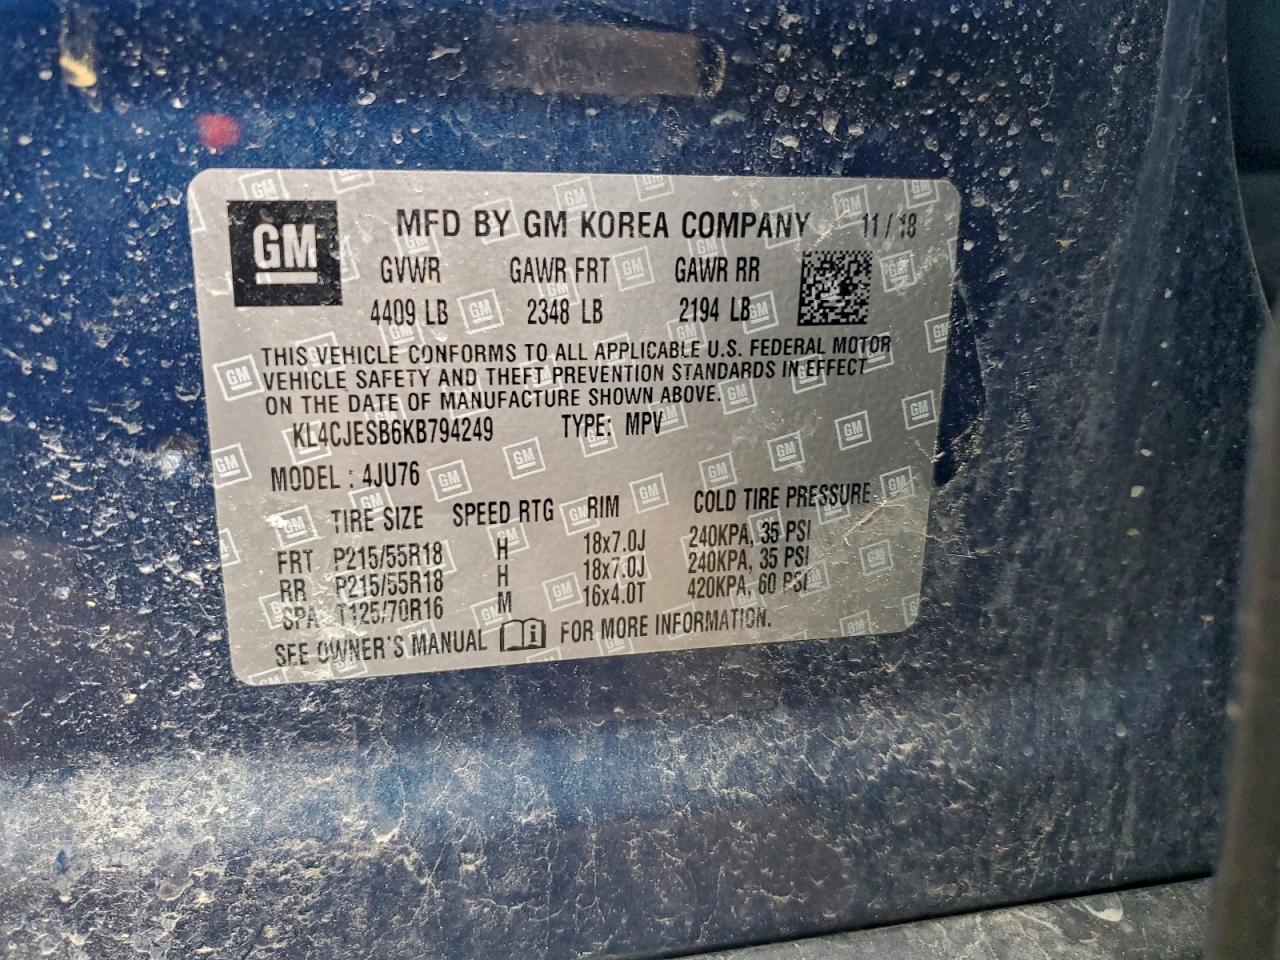 GM MFD BY GM KOREA COMPANY 11/18
GVWR GAWR FRT GAWR RR
4409 LB 2348 LB 2194 LB
THIS VEHICLE CONFORMS TO ALL APPLICABLE U.S. FEDERAL MOTOR
VEHICLE SAFETY AND THEFT PREVENTION STANDARDS IN EFFECT
ON THE DATE OF MANUFACTURE SHOWN ABOVE.
KL4CJESB6KB794249 TYPE: MPV
MODEL : 4JU76
TIRE SIZE SPEED RTG RIM COLD TIRE PRESSURE
FRT P215/55R18 H 18x7.0J 240KPA, 35 PSI
RR P215/55R18 H 18x7.0J 240KPA, 35 PSI
SPA T125/70R16 M 16x4.0T 420KPA, 60 PSI
SEE OWNER'S MANUAL FOR MORE INFORMATION.